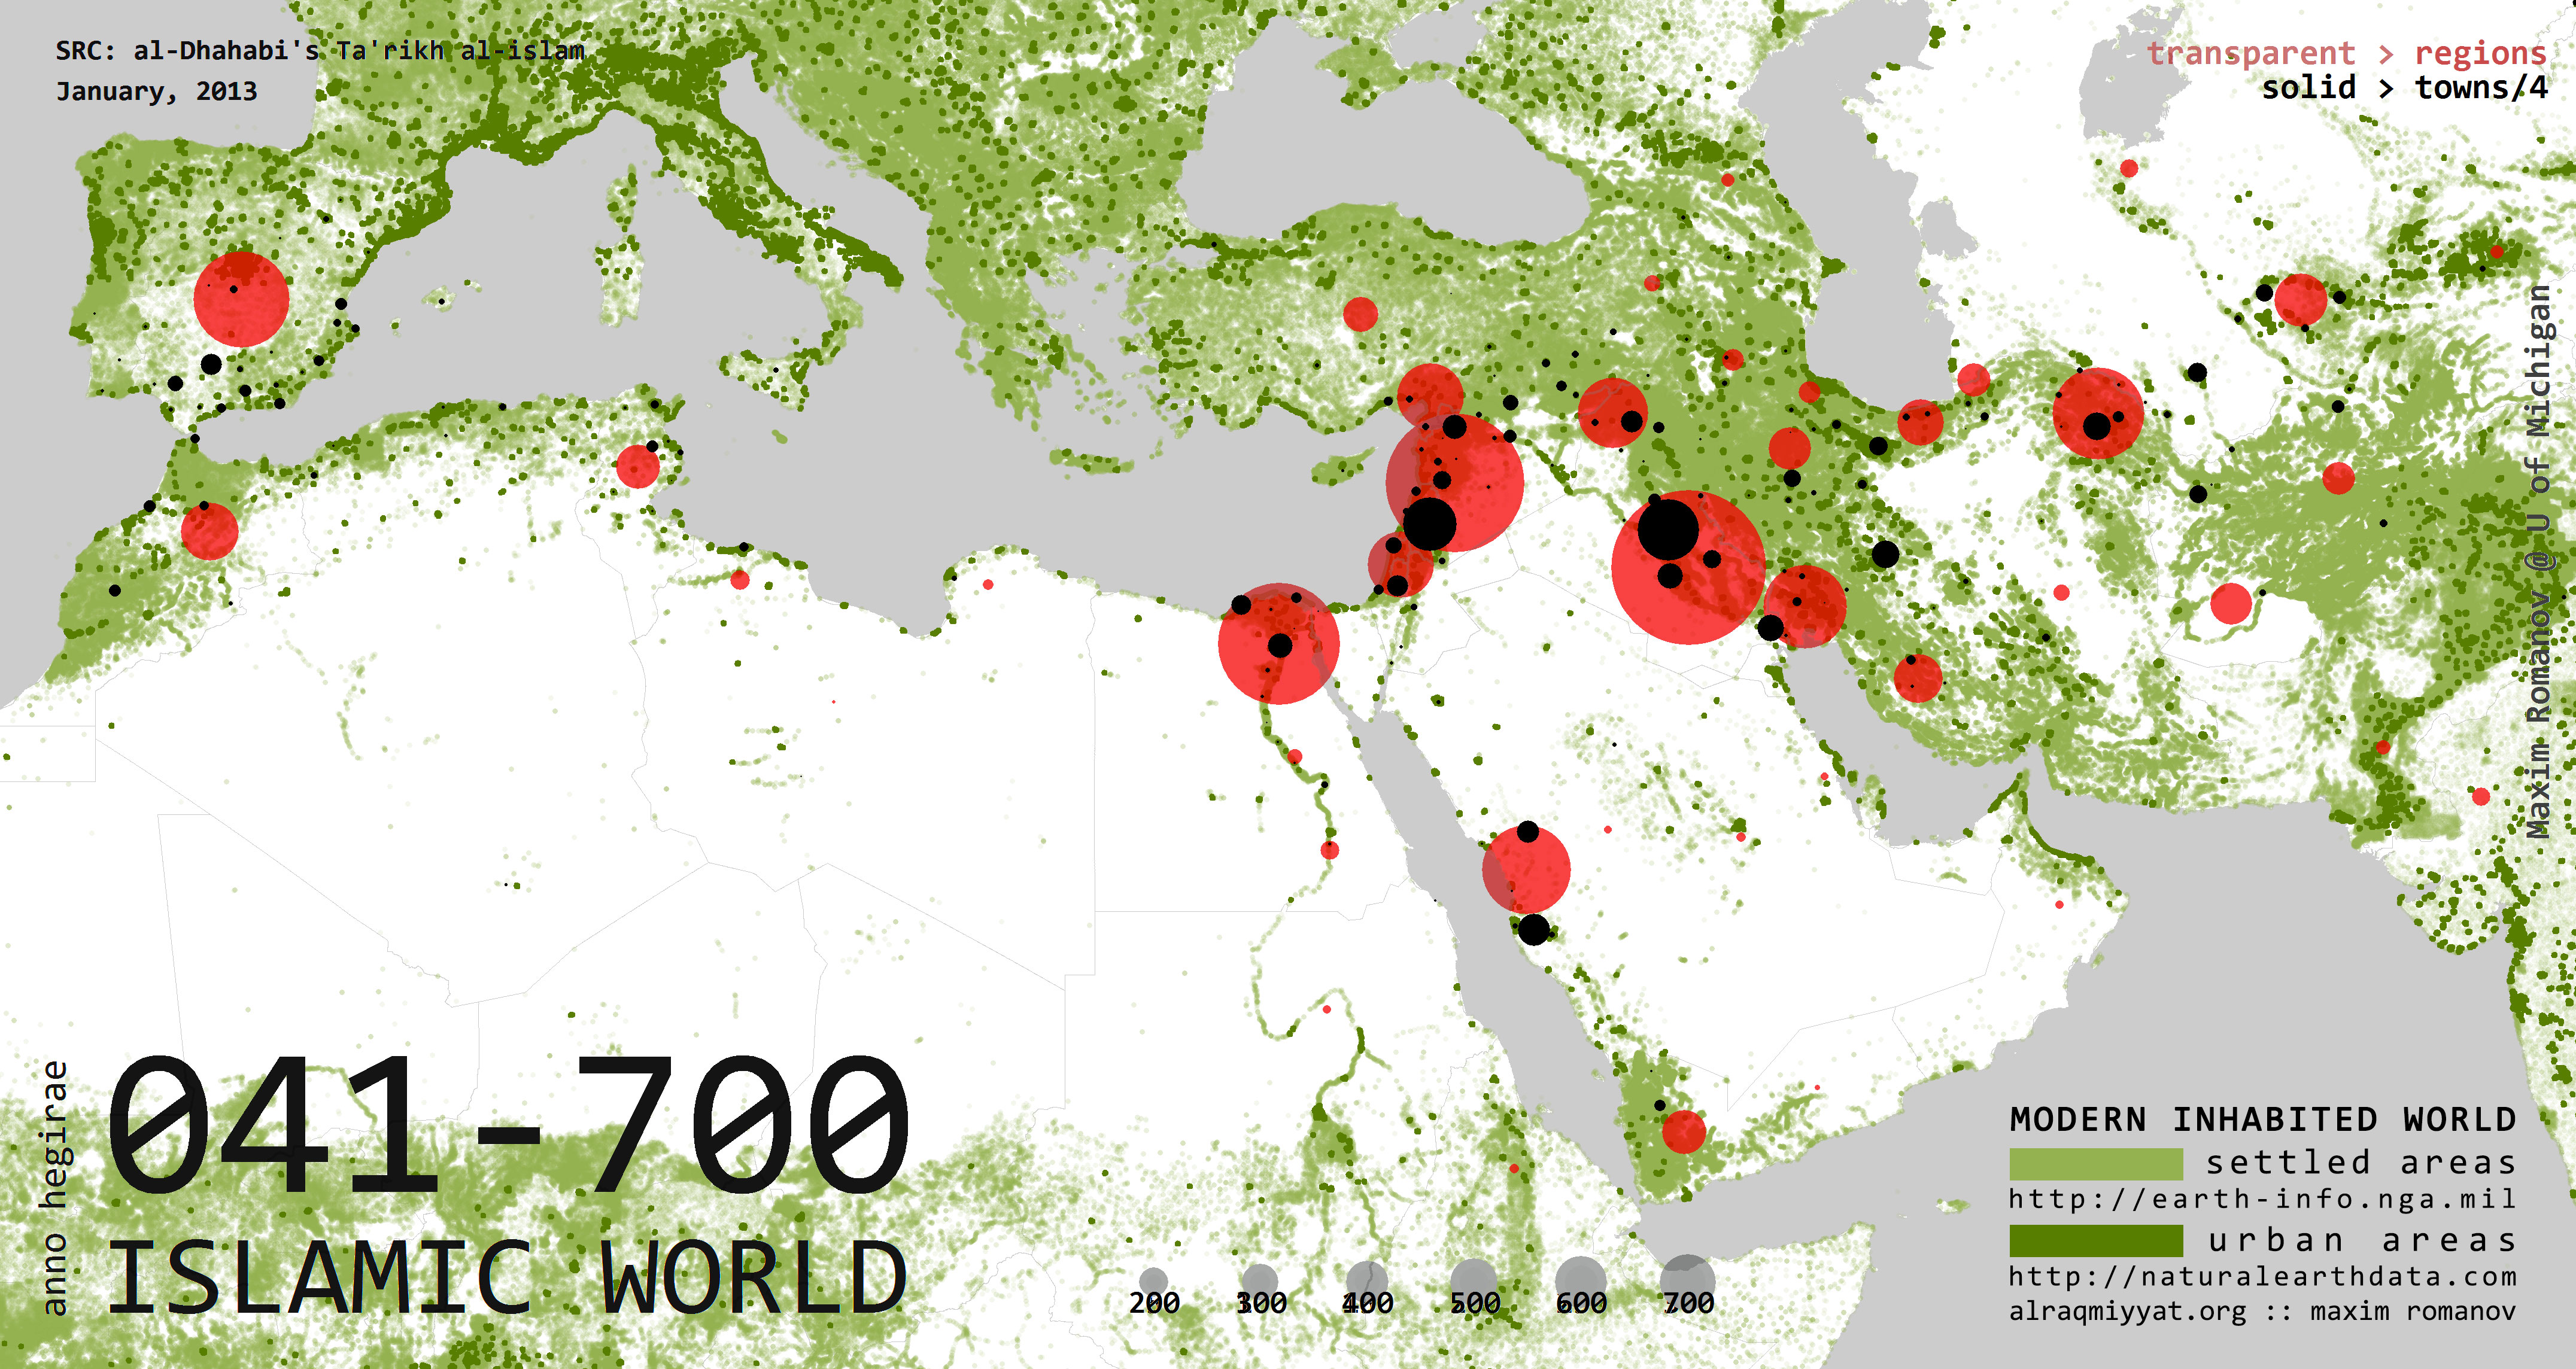 SRC: al-Dhahabi's Ta'rikh al-islam
January, 2013
transparent > regions
solid > towns/4
Maxim Romanov @ U of Michigan
anno hegirae
041-700
ISLAMIC WORLD
200 300 400 500 600 700
MODERN INHABITED WORLD
settled areas
http://earth-info.nga.mil
urban areas
http://naturalearthdata.com
alraqmiyyat.org :: maxim romanov